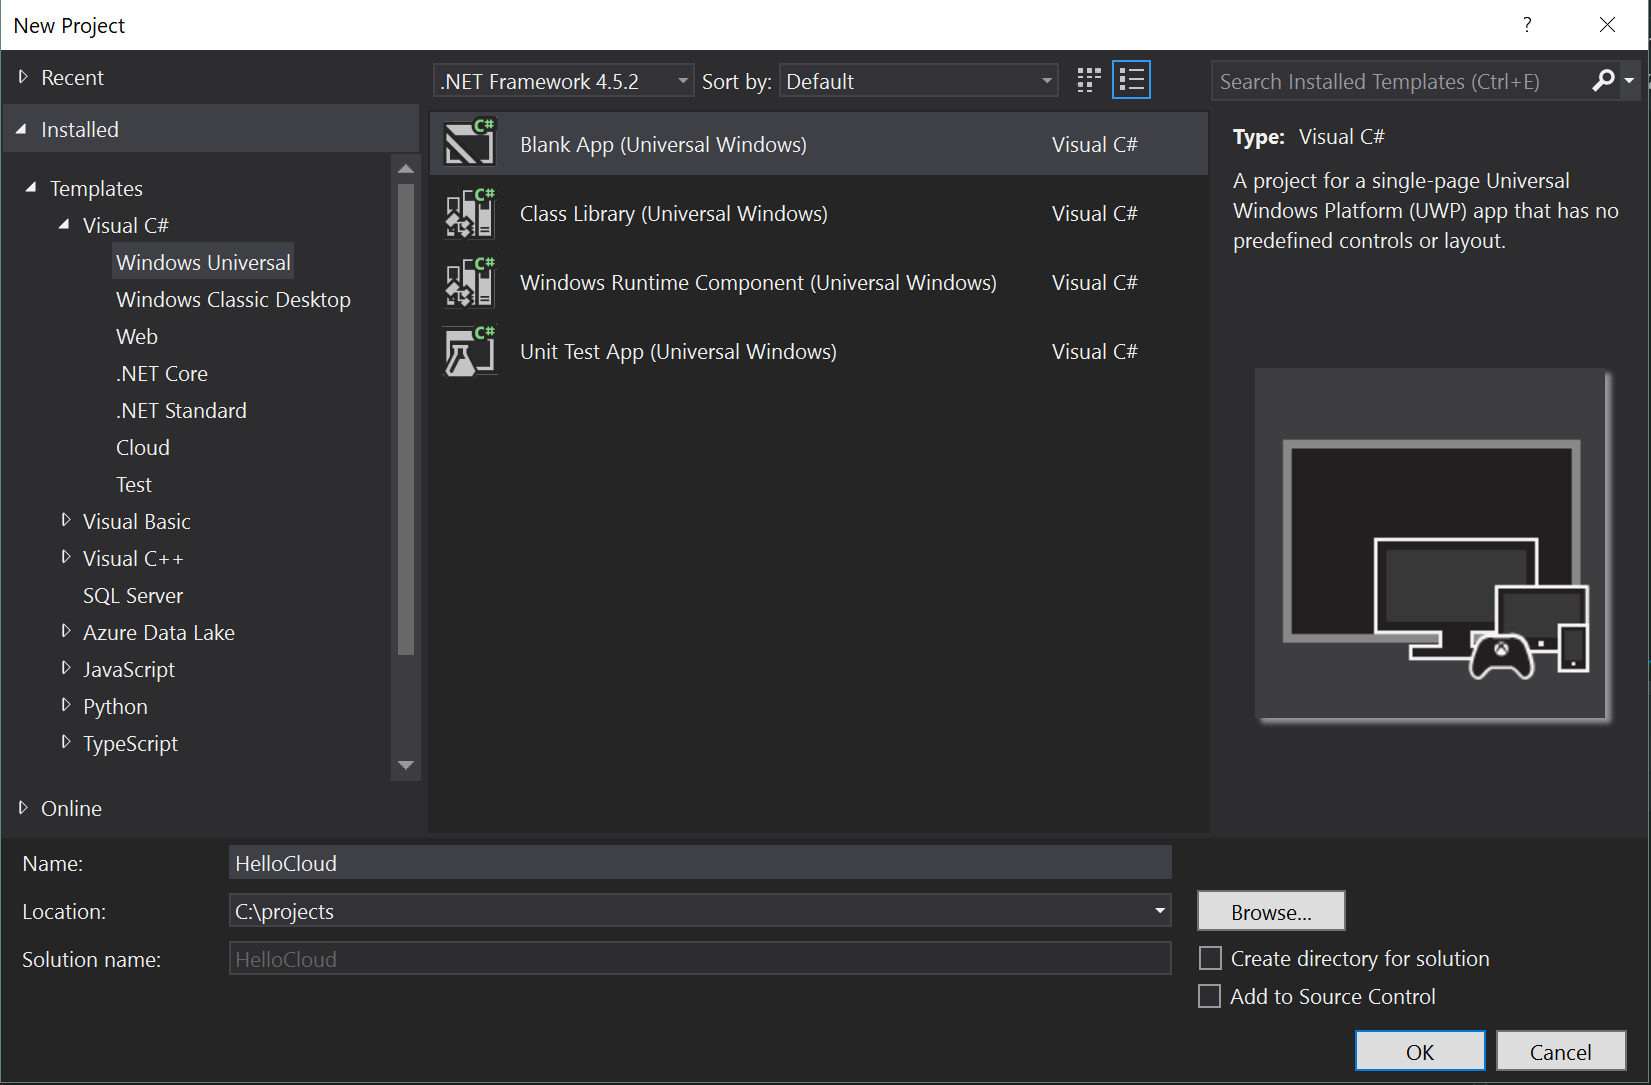 New Project
?
Recent
.NET Framework 4.5.2 Sort by: Default
Search Installed Templates (Ctrl+E)
Installed
Templates
Visual C#
Windows Universal
Windows Classic Desktop
Web
.NET Core
.NET Standard
Cloud
Test
Visual Basic
Visual C++
SQL Server
Azure Data Lake
JavaScript
Python
TypeScript
Online
C# Blank App (Universal Windows) Visual C#
C# Class Library (Universal Windows) Visual C#
C# Windows Runtime Component (Universal Windows) Visual C#
C# Unit Test App (Universal Windows) Visual C#
Type: Visual C#
A project for a single-page Universal
Windows Platform (UWP) app that has no
predefined controls or layout.
Name: HelloCloud
Location: C:\projects Browse...
Solution name: HelloCloud
Create directory for solution
Add to Source Control
OK Cancel